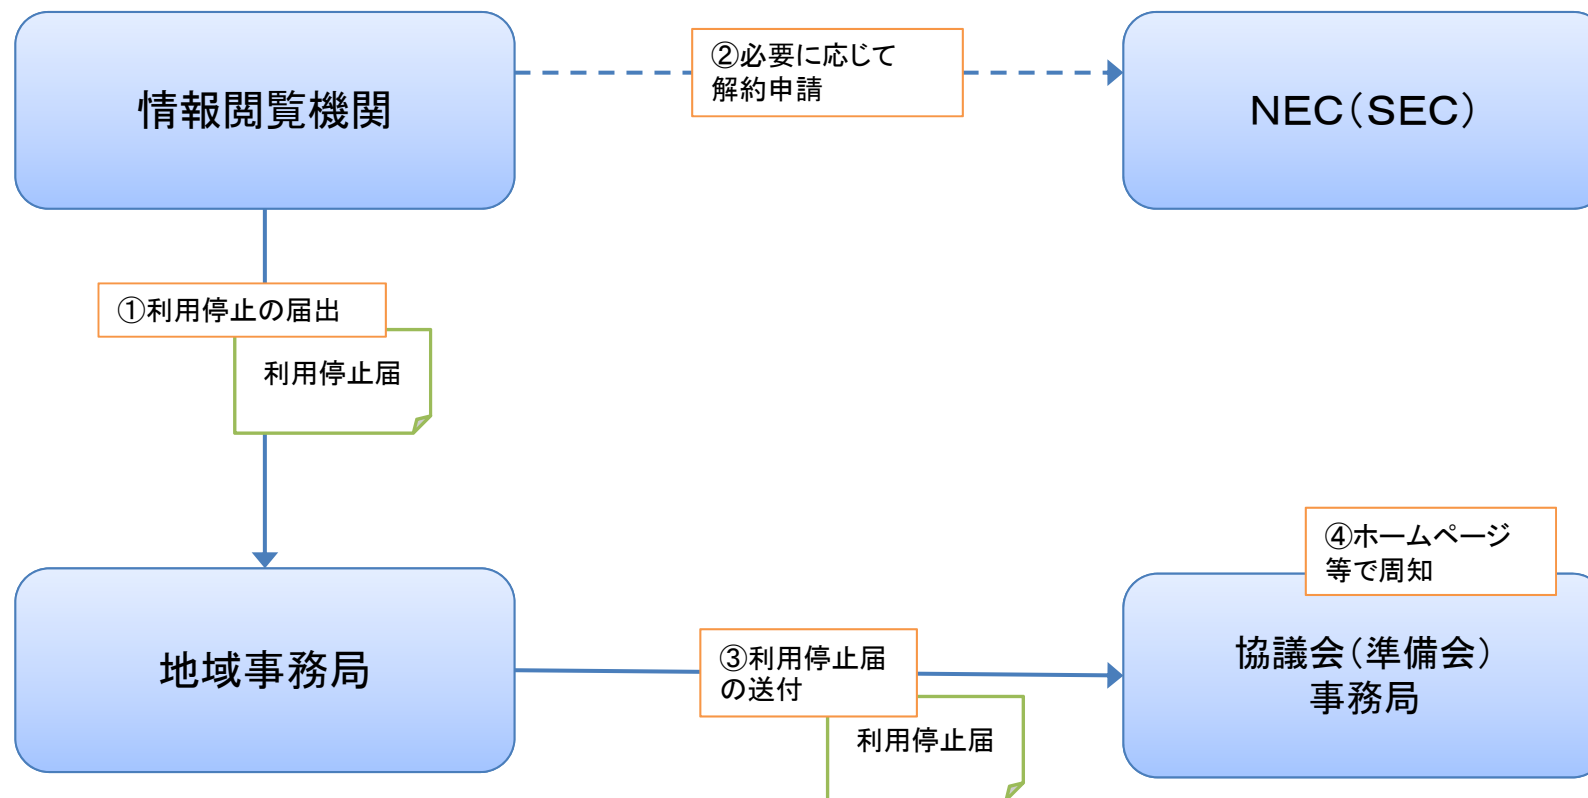 情報閲覧機関
②必要に応じて
解約申請
NEC（SEC）
①利用停止の届出
利用停止届
④ホームページ
等で周知
地域事務局
③利用停止届
の送付
利用停止届
協議会（準備会）
事務局